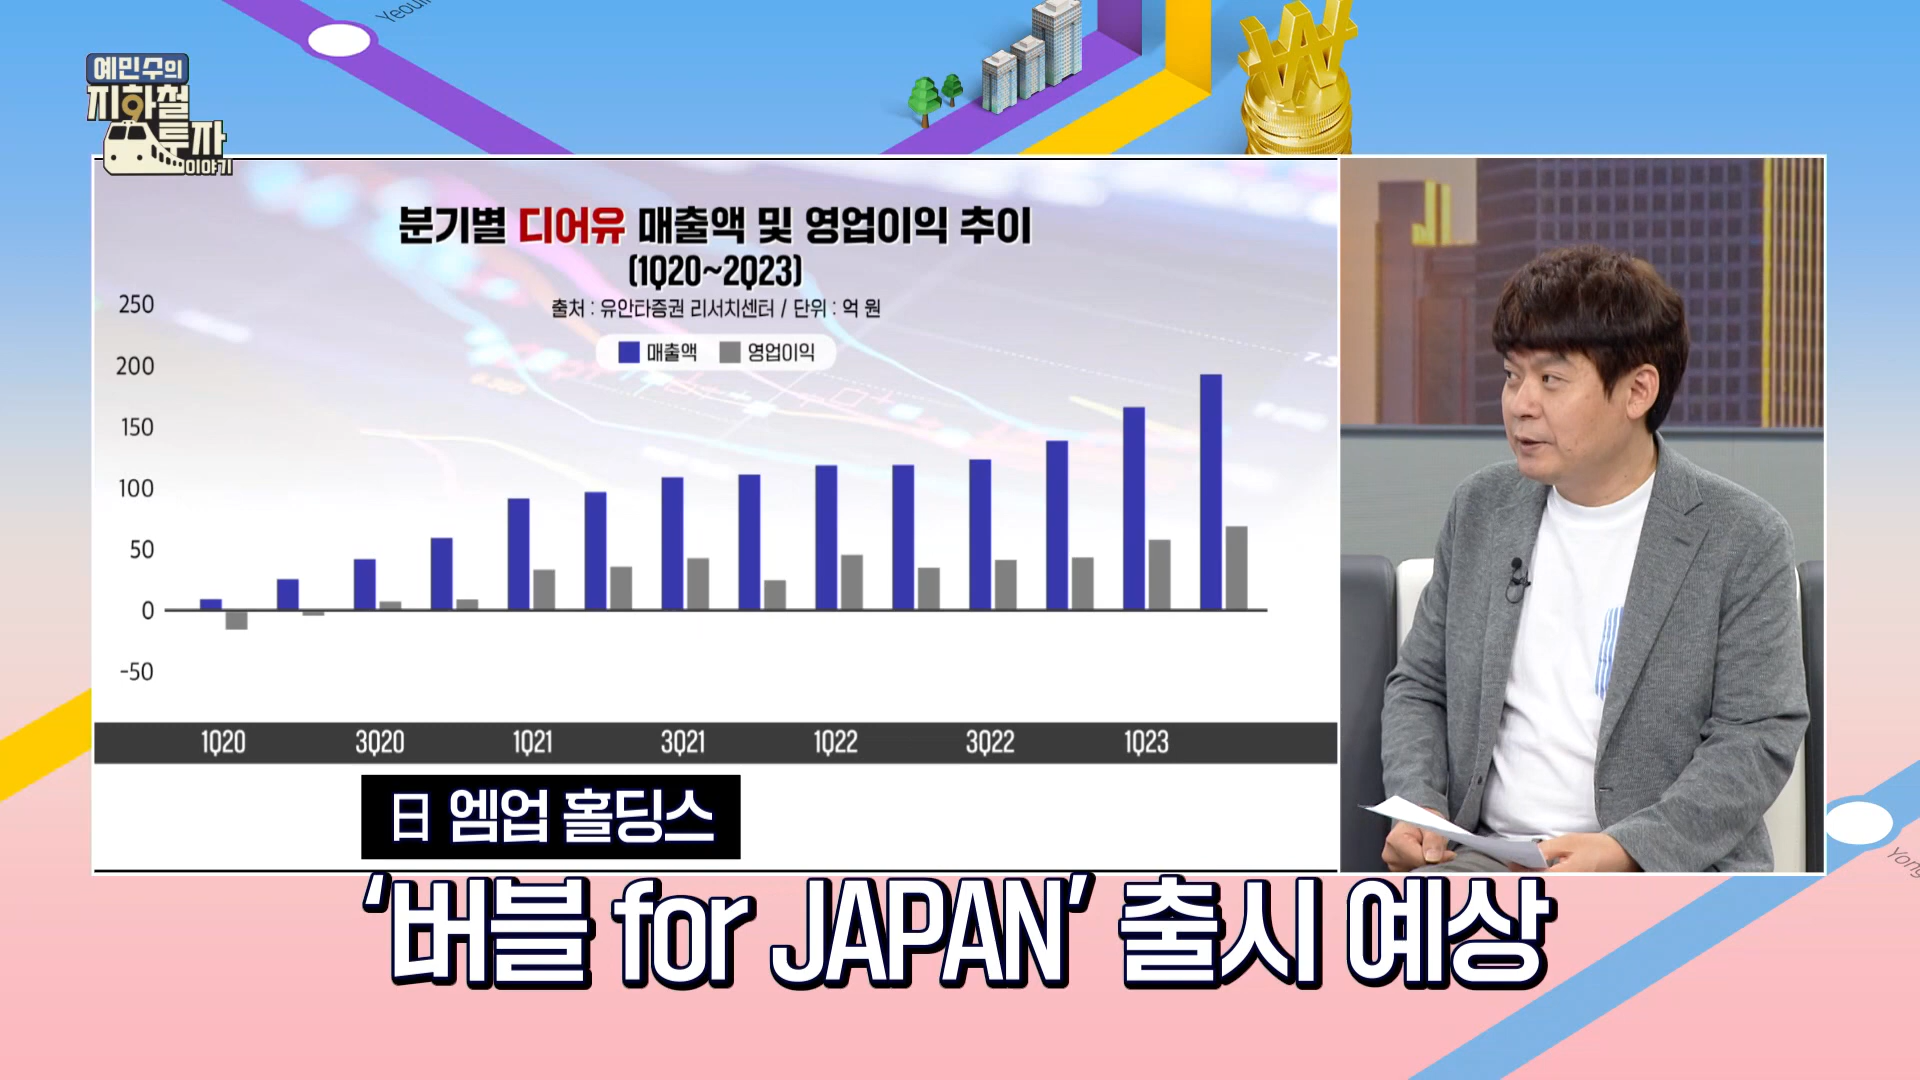 예민수의
지하철
투자
이야기
분기별 디어유 매출액 및 영업이익 추이
(1Q20~2Q23)
출처 : 유안타증권 리서치센터 / 단위 : 억 원
매출액 영업이익
250
200
150
100
50
0
-50
1Q20 3Q20 1Q21 3Q21 1Q22 3Q22 1Q23
日 엠업 홀딩스
‘버블 for JAPAN’ 출시 예상